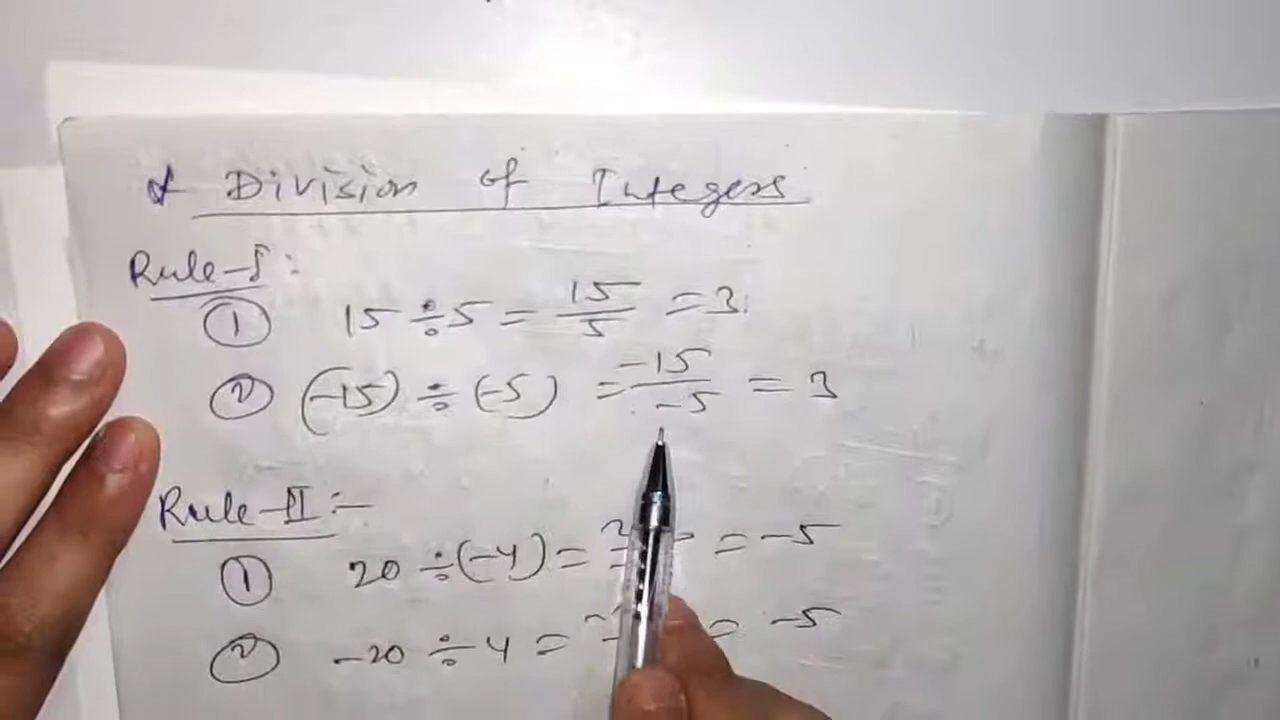 * Division of Integers
Rule-I:
① 15 ÷ 5 = 15/5 = 3
② (-15) ÷ (-5) = -15/-5 = 3
Rule-II :-
① 20 ÷ (-4) = = -5
② -20 ÷ 4 = = -5